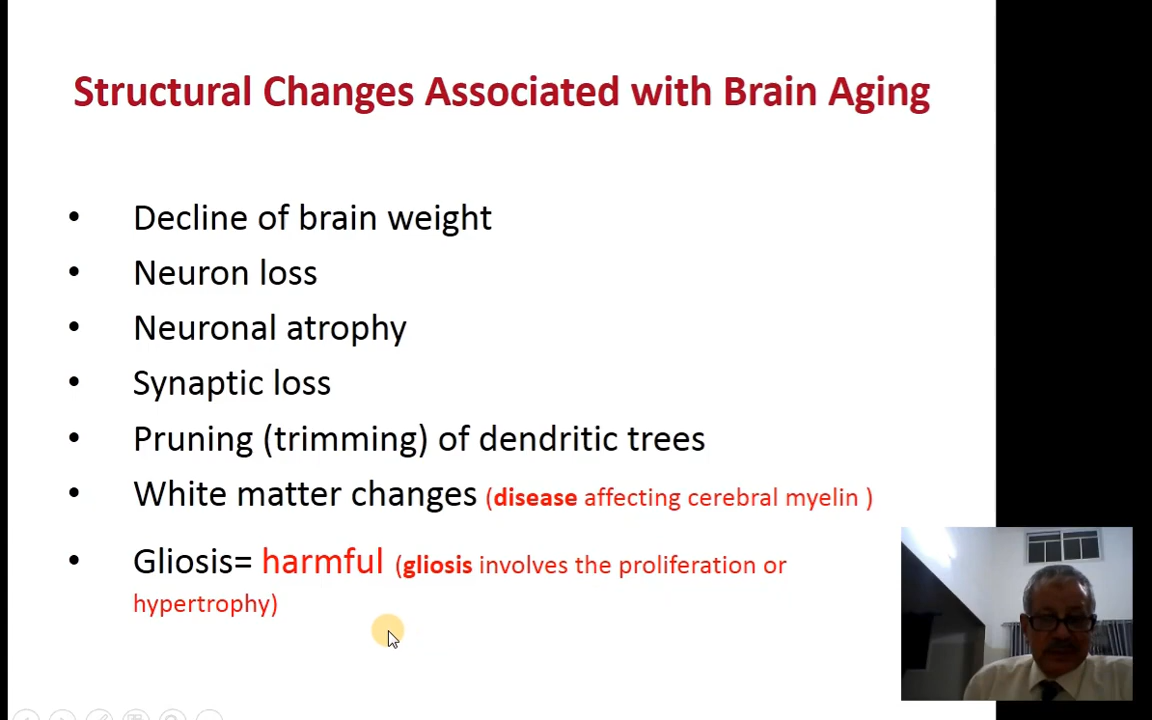 Structural Changes Associated with Brain Aging
• Decline of brain weight
• Neuron loss
• Neuronal atrophy
• Synaptic loss
• Pruning (trimming) of dendritic trees
• White matter changes (disease affecting cerebral myelin )
• Gliosis= harmful (gliosis involves the proliferation or
hypertrophy)